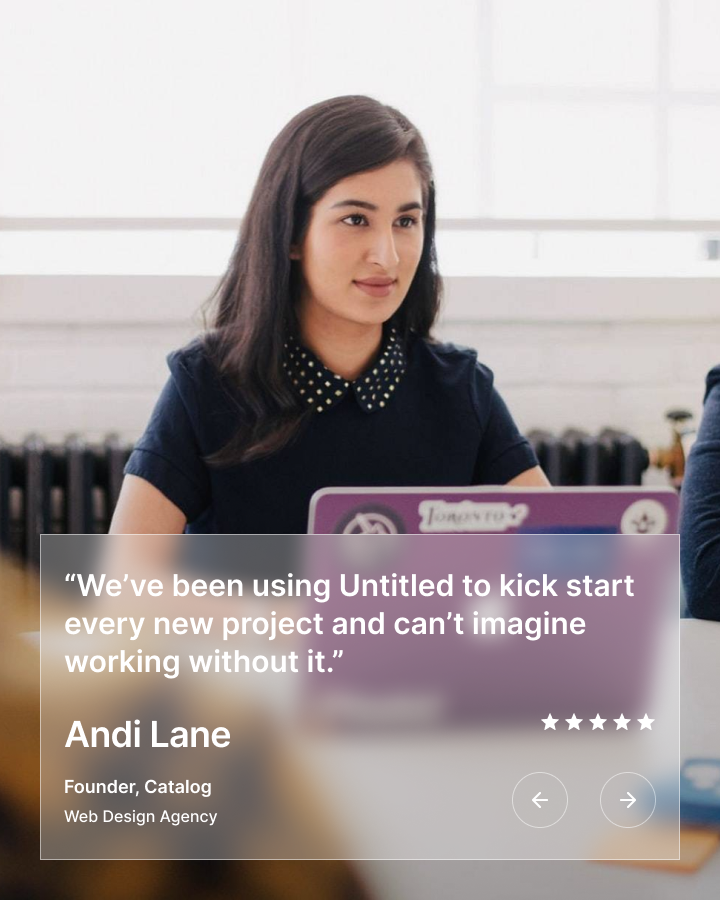 TORONTO
“We’ve been using Untitled to kick start
every new project and can’t imagine
working without it.”
Andi Lane
Founder, Catalog
Web Design Agency